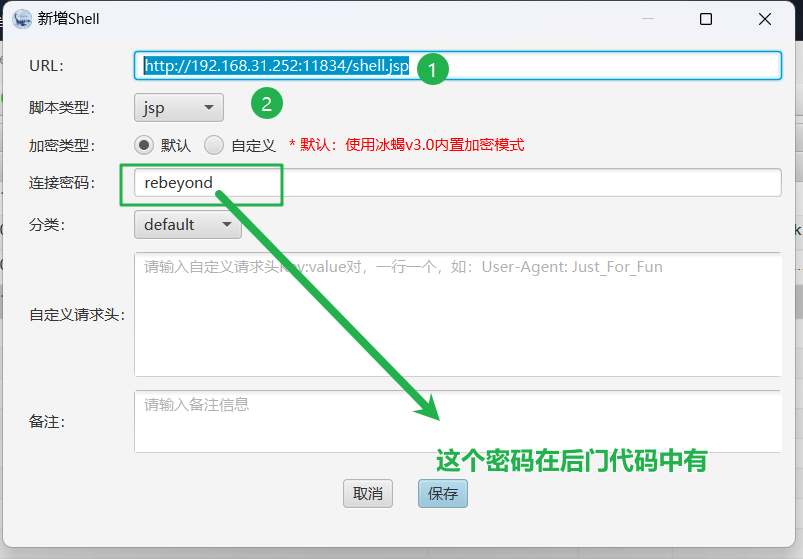 新增Shell
URL:
http://192.168.31.252:11834/shell.jsp
1
脚本类型：
jsp
2
加密类型：
默认
自定义
* 默认：使用冰蝎v3.0内置加密模式
连接密码：
rebeyond
分类：
default
自定义请求头：
请输入自定义请求头Key:value对，一行一个，如：User-Agent: Just_For_Fun
备注：
请输入备注信息
这个密码在后门代码中有
取消
保存